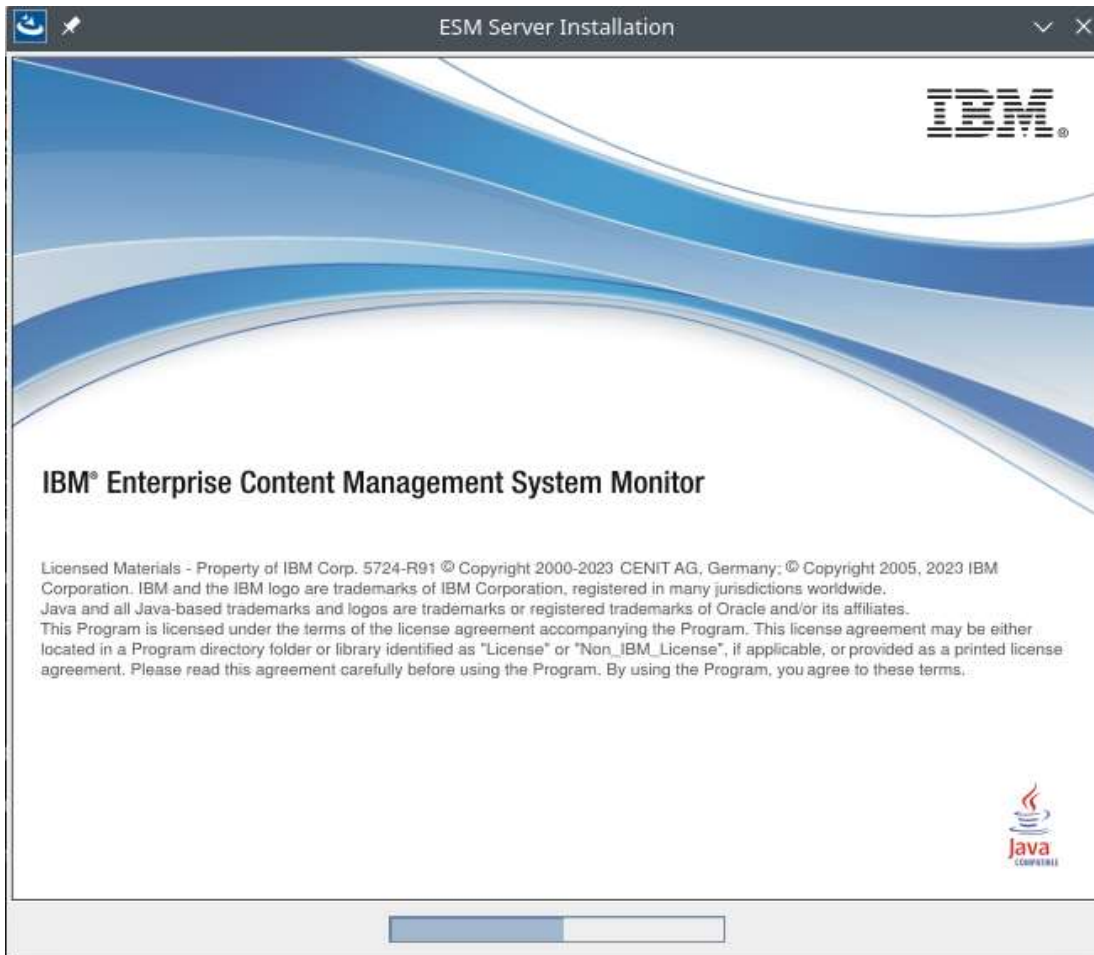 ESM Server Installation
IBM®
IBM® Enterprise Content Management System Monitor
Licensed Materials - Property of IBM Corp. 5724-R91 © Copyright 2000-2023 CENIT AG, Germany; © Copyright 2005, 2023 IBM
Corporation. IBM and the IBM logo are trademarks of IBM Corporation, registered in many jurisdictions worldwide.
Java and all Java-based trademarks and logos are trademarks or registered trademarks of Oracle and/or its affiliates.
This Program is licensed under the terms of the license agreement accompanying the Program. This license agreement may be either
located in a Program directory folder or library identified as "License" or "Non_IBM_License", if applicable, or provided as a printed license
agreement. Please read this agreement carefully before using the Program. By using the Program, you agree to these terms.
Java
COMPATIBLE